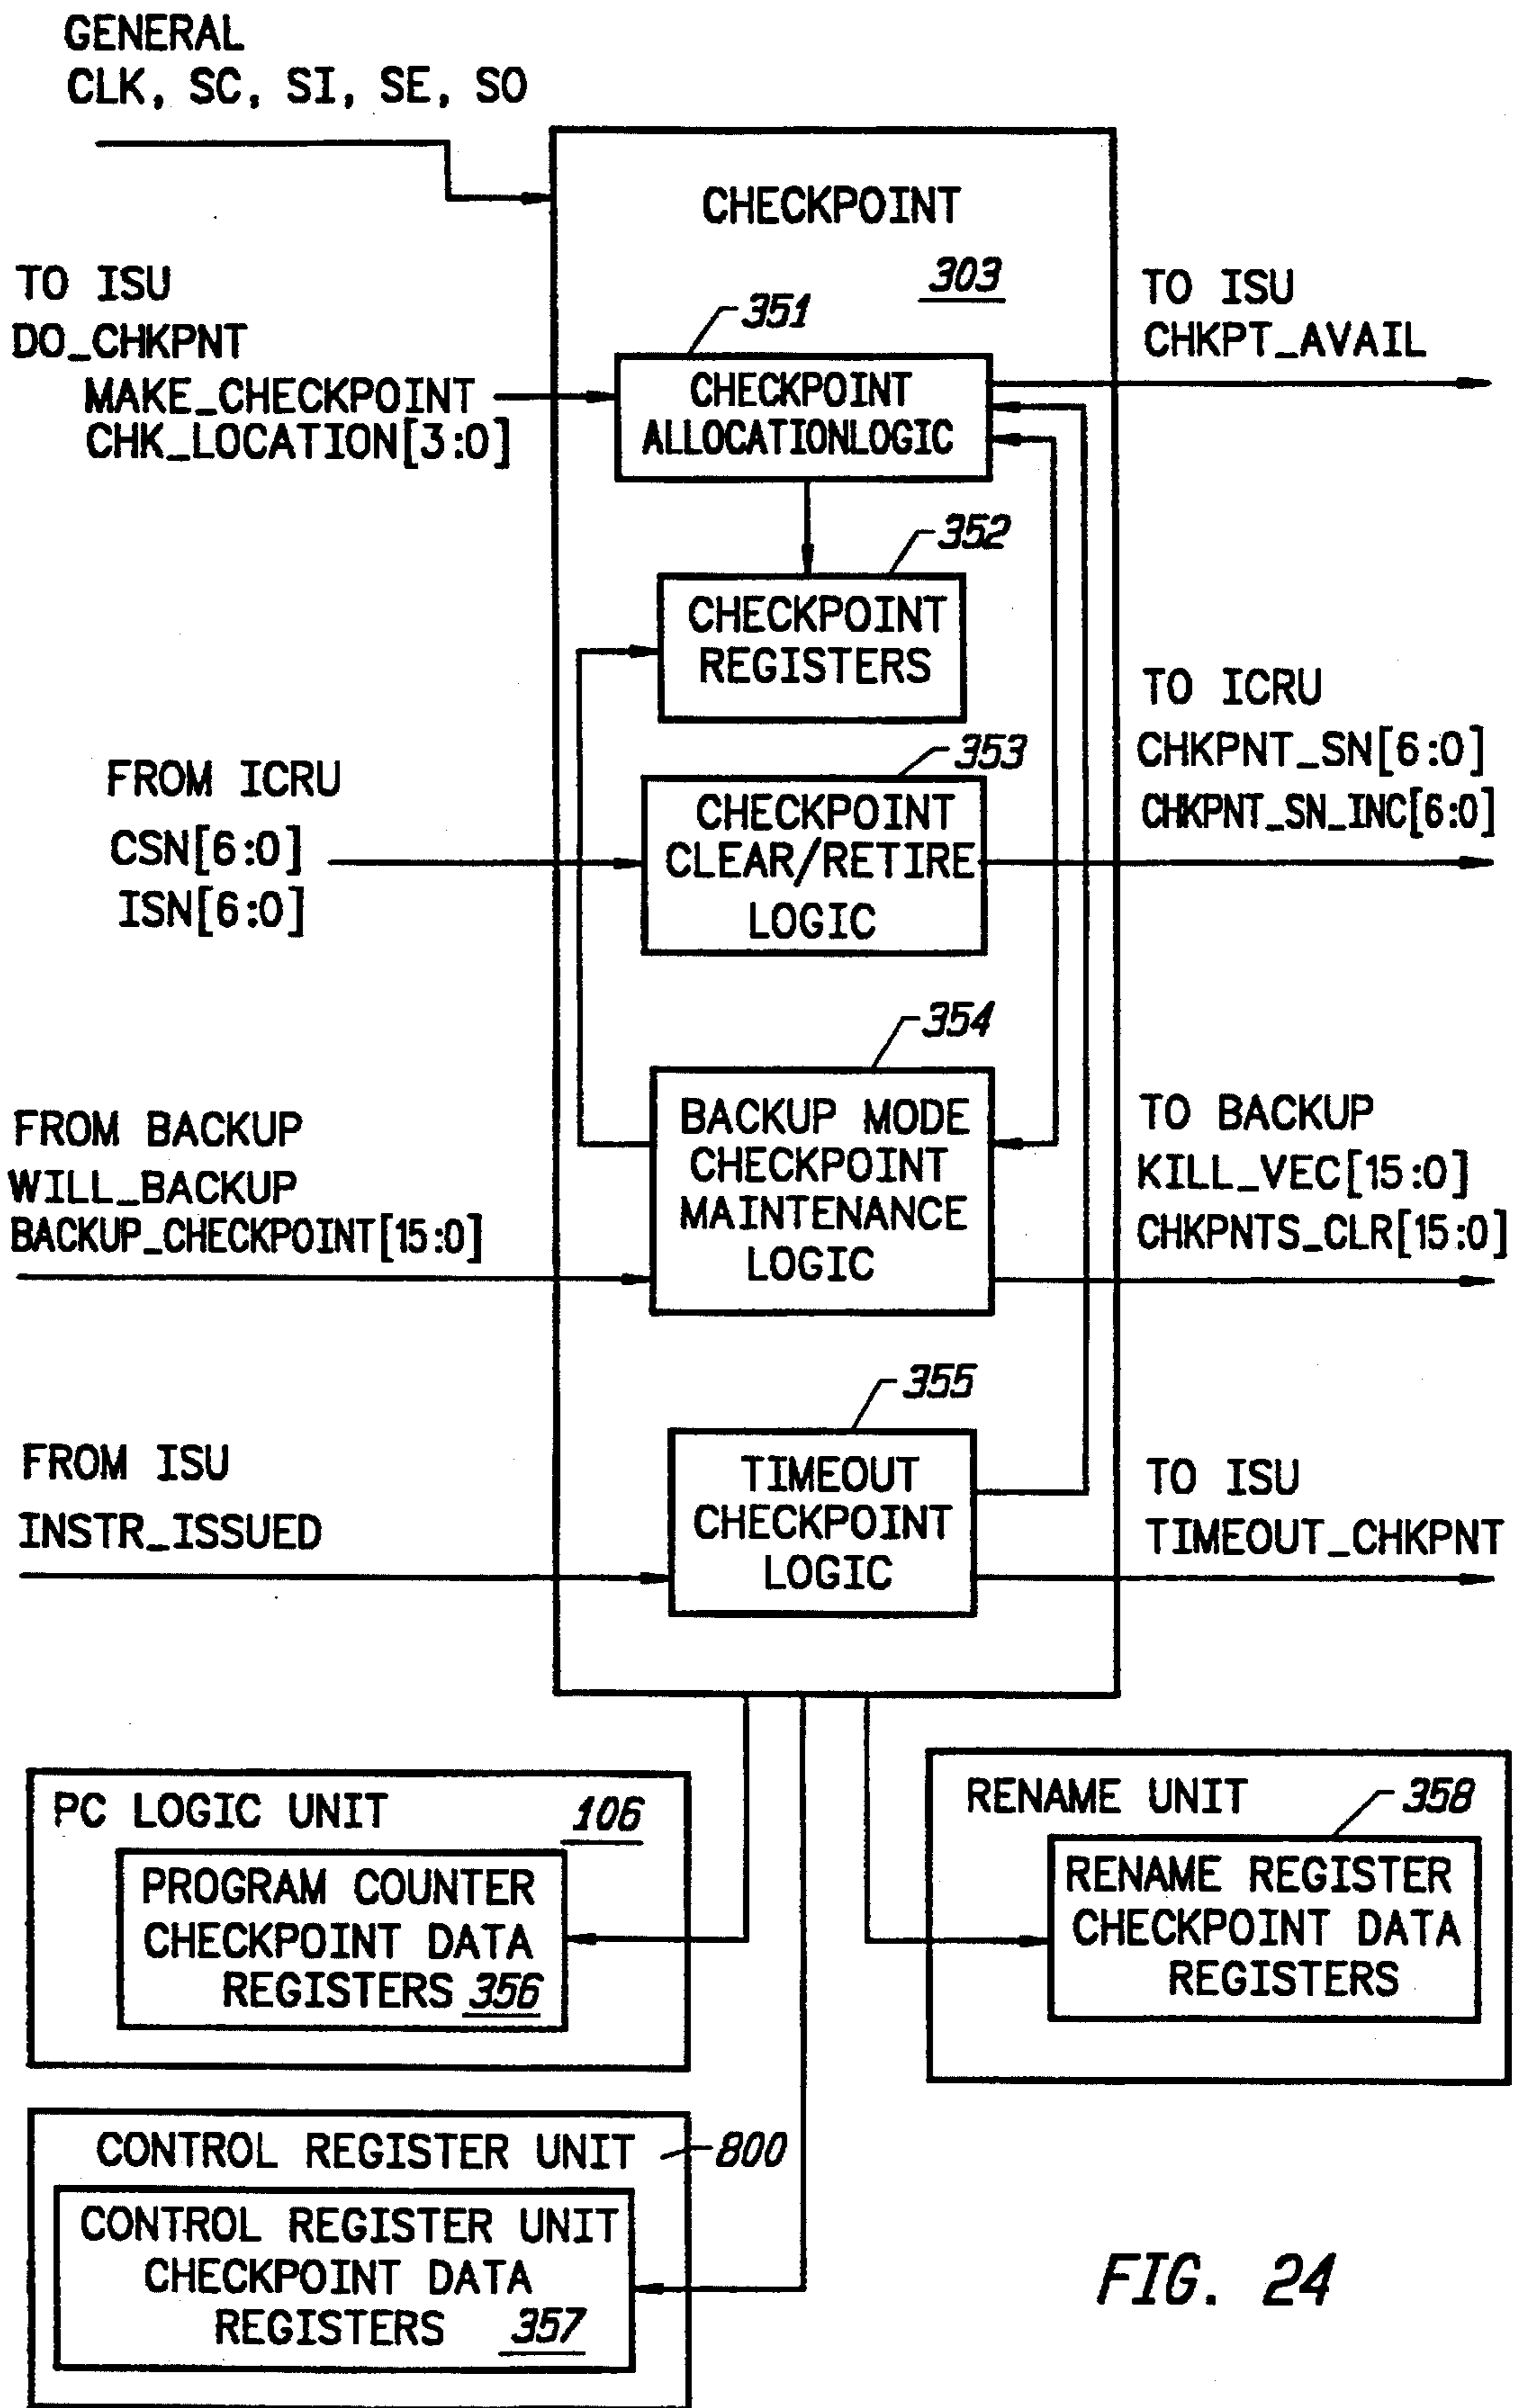 GENERAL
CLK, SC, SI, SE, SO
CHECKPOINT
303
TO ISU
DO_CHKPNT
MAKE_CHECKPOINT
CHK_LOCATION[3:0]
351
CHECKPOINT
ALLOCATIONLOGIC
TO ISU
CHKPT_AVAIL
352
CHECKPOINT
REGISTERS
FROM ICRU
CSN[6:0]
ISN[6:0]
353
CHECKPOINT
CLEAR/RETIRE
LOGIC
TO ICRU
CHKPNT_SN[6:0]
CHKPNT_SN_INC[6:0]
354
FROM BACKUP
WILL_BACKUP
BACKUP_CHECKPOINT[15:0]
BACKUP MODE
CHECKPOINT
MAINTENANCE
LOGIC
TO BACKUP
KILL_VEC[15:0]
CHKPNTS_CLR[15:0]
355
FROM ISU
INSTR_ISSUED
TIMEOUT
CHECKPOINT
LOGIC
TO ISU
TIMEOUT_CHKPNT
PC LOGIC UNIT
106
PROGRAM COUNTER
CHECKPOINT DATA
REGISTERS 356
RENAME UNIT
358
RENAME REGISTER
CHECKPOINT DATA
REGISTERS
CONTROL REGISTER UNIT
800
CONTROL REGISTER UNIT
CHECKPOINT DATA
REGISTERS 357
FIG. 24